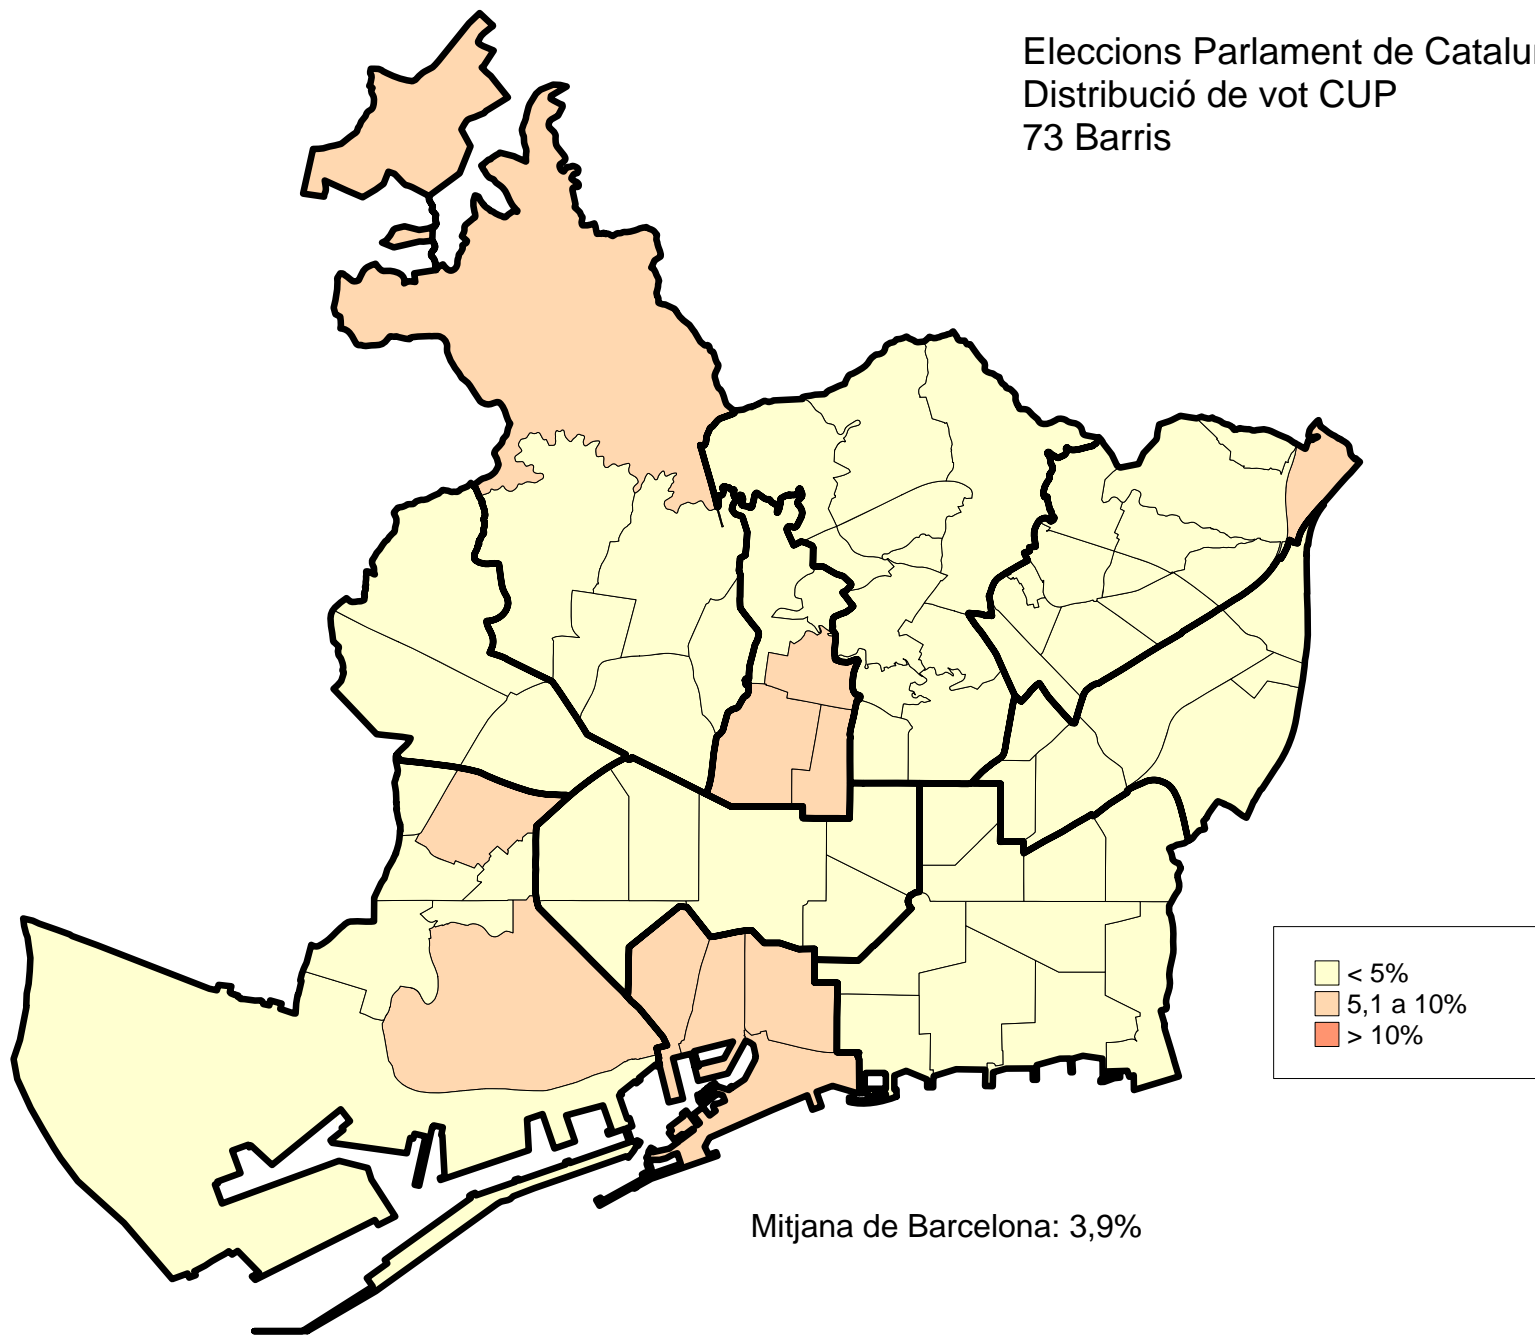 Eleccions Parlament de Catalu
Distribució de vot CUP
73 Barris
< 5%
5,1 a 10%
> 10%
Mitjana de Barcelona: 3,9%